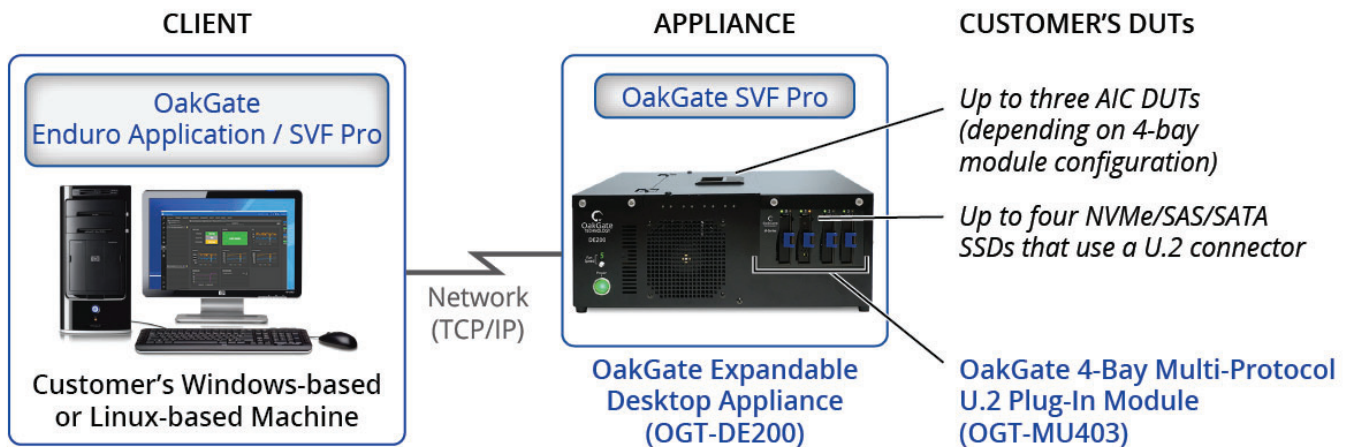 CLIENT
OakGate
Enduro Application / SVF Pro
Customer's Windows-based
or Linux-based Machine
Network
(TCP/IP)
APPLIANCE
OakGate SVF Pro
OakGate
TECHNOLOGY
DE200
Power
OakGate Expandable
Desktop Appliance
(OGT-DE200)
CUSTOMER'S DUTs
Up to three AIC DUTs
(depending on 4-bay
module configuration)
Up to four NVMe/SAS/SATA
SSDs that use a U.2 connector
OakGate 4-Bay Multi-Protocol
U.2 Plug-In Module
(OGT-MU403)